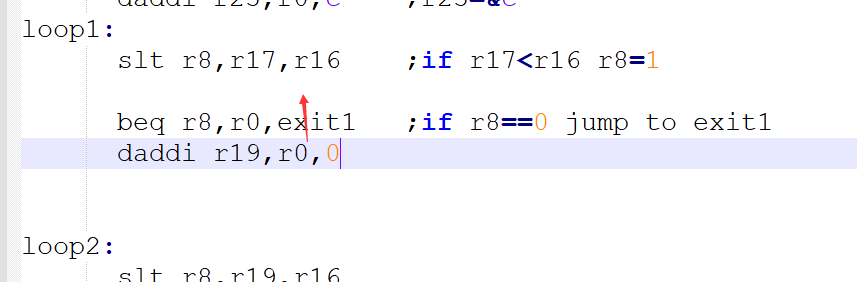 daddi r25,r0,c ;r25=&c
loop1:
slt r8,r17,r16 ;if r17<r16 r8=1
beq r8,r0,exit1 ;if r8==0 jump to exit1
daddi r19,r0,0
loop2:
slt r8,r19,r16